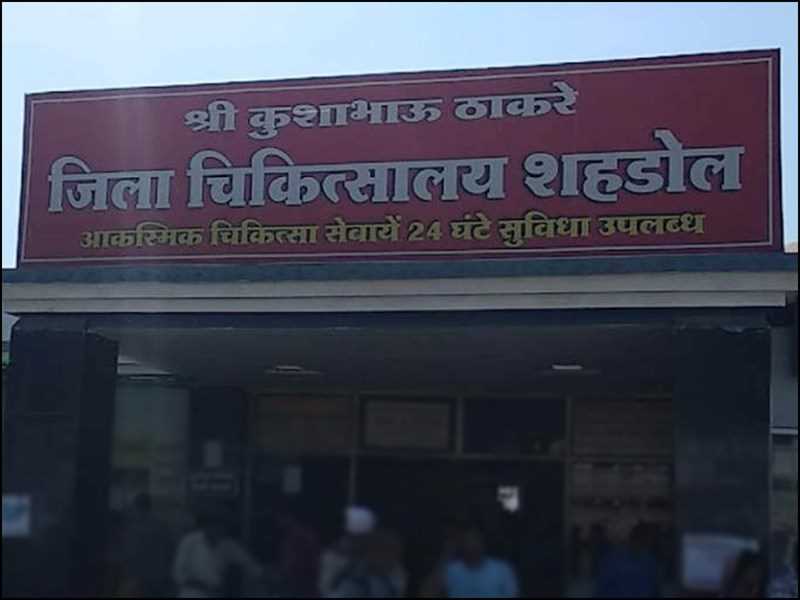 श्री कुशाभाऊ ठाकरे
जिला चिकित्सालय शहडोल
आकस्मिक चिकित्सा सेवायें 24 घंटे सुविधा उपलब्ध